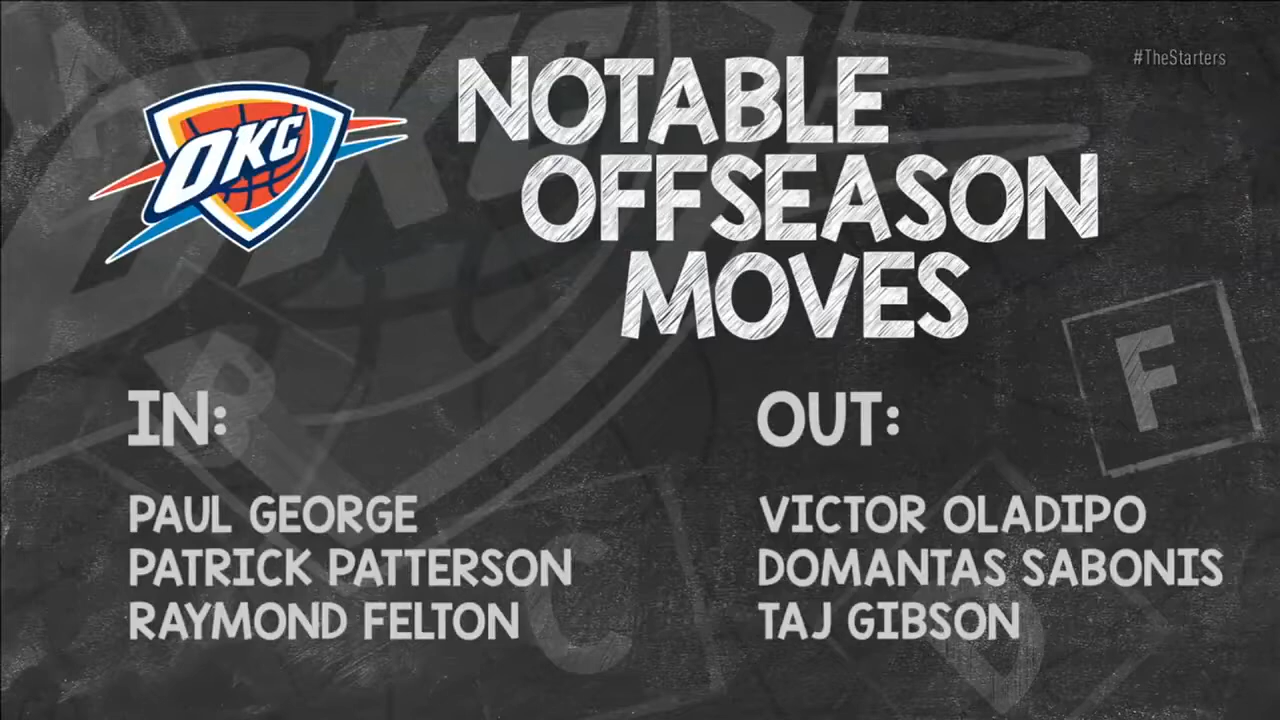 #TheStarters
OKC
NOTABLE
OFFSEASON
MOVES
IN:
PAUL GEORGE
PATRICK PATTERSON
RAYMOND FELTON
OUT:
VICTOR OLADIPO
DOMANTAS SABONIS
TAJ GIBSON
F
B
C
D